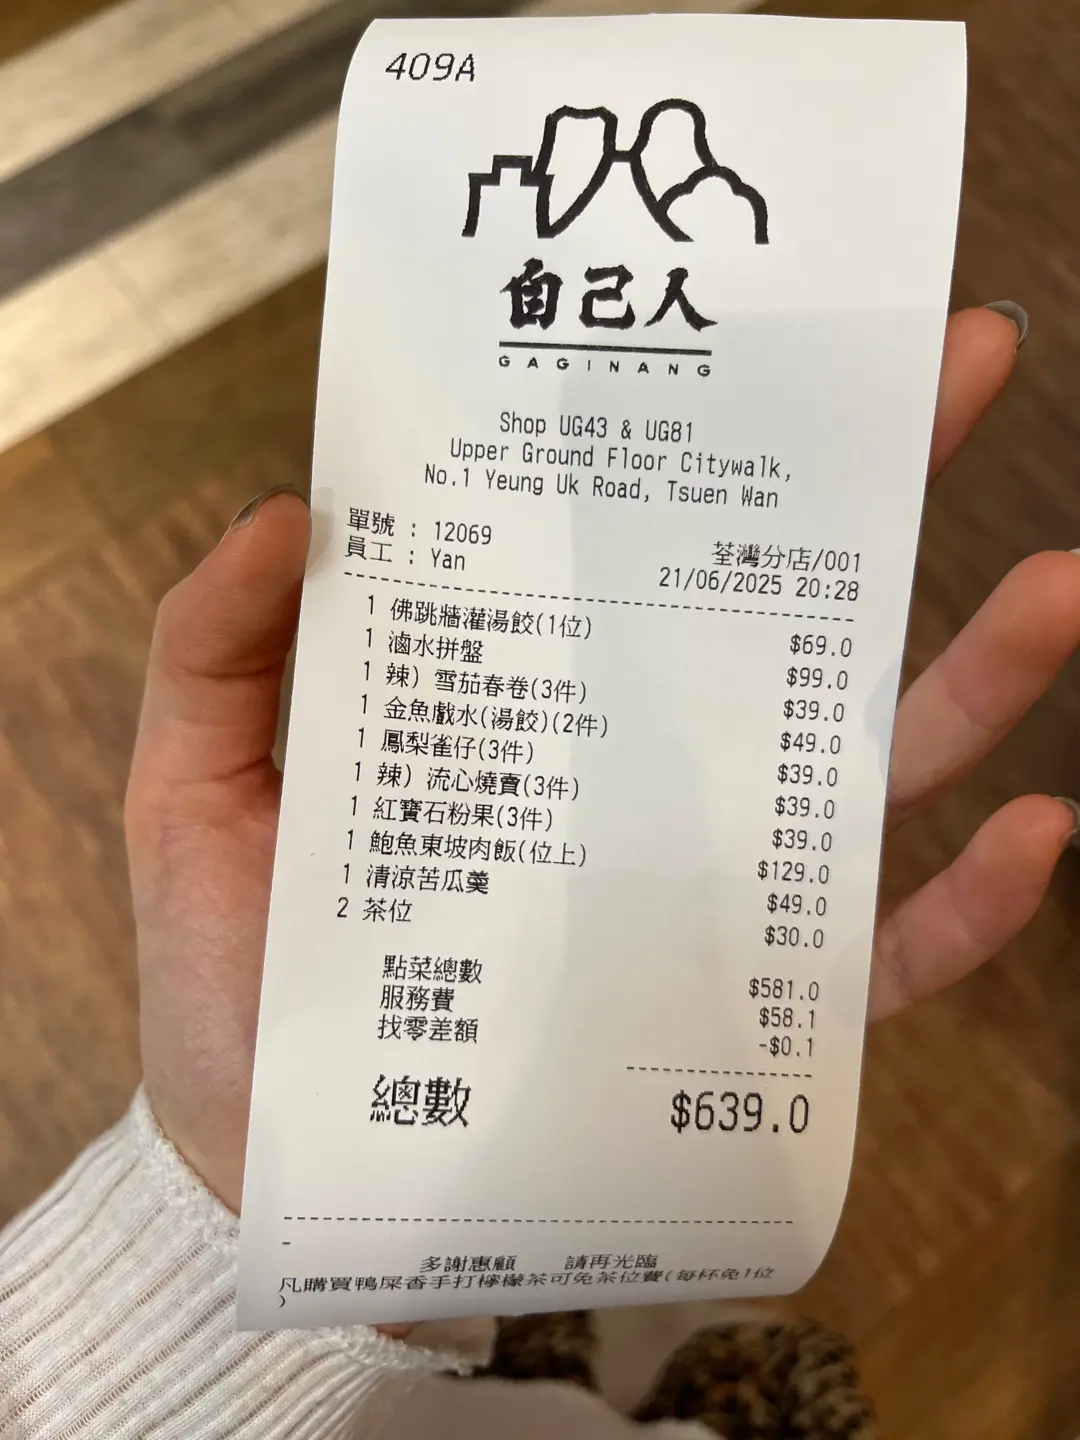 409A
自己人
GAGINANG
Shop UG43 & UG81
Upper Ground Floor Citywalk,
No.1 Yeung Uk Road, Tsuen Wan
單號 : 12069
荃灣分店/001
員工 : Yan
21/06/2025 20:28
1 佛跳牆灌湯餃(1位) $69.0
1 滷水拼盤 $99.0
1 辣) 雪茄春卷(3件) $39.0
1 金魚戲水(湯餃)(2件) $49.0
1 鳳梨雀仔(3件) $39.0
1 辣) 流心燒賣(3件) $39.0
1 紅寶石粉果(3件) $39.0
1 鮑魚東坡肉飯(位上) $129.0
1 清涼苦瓜羹 $49.0
2 茶位 $30.0
點菜總數 $581.0
服務費 $58.1
找零差額 -$0.1
總數 $639.0
-
多謝惠顧 請再光臨
凡購買鴨屎香手打檸檬茶可免茶位費(每杯免1位
)